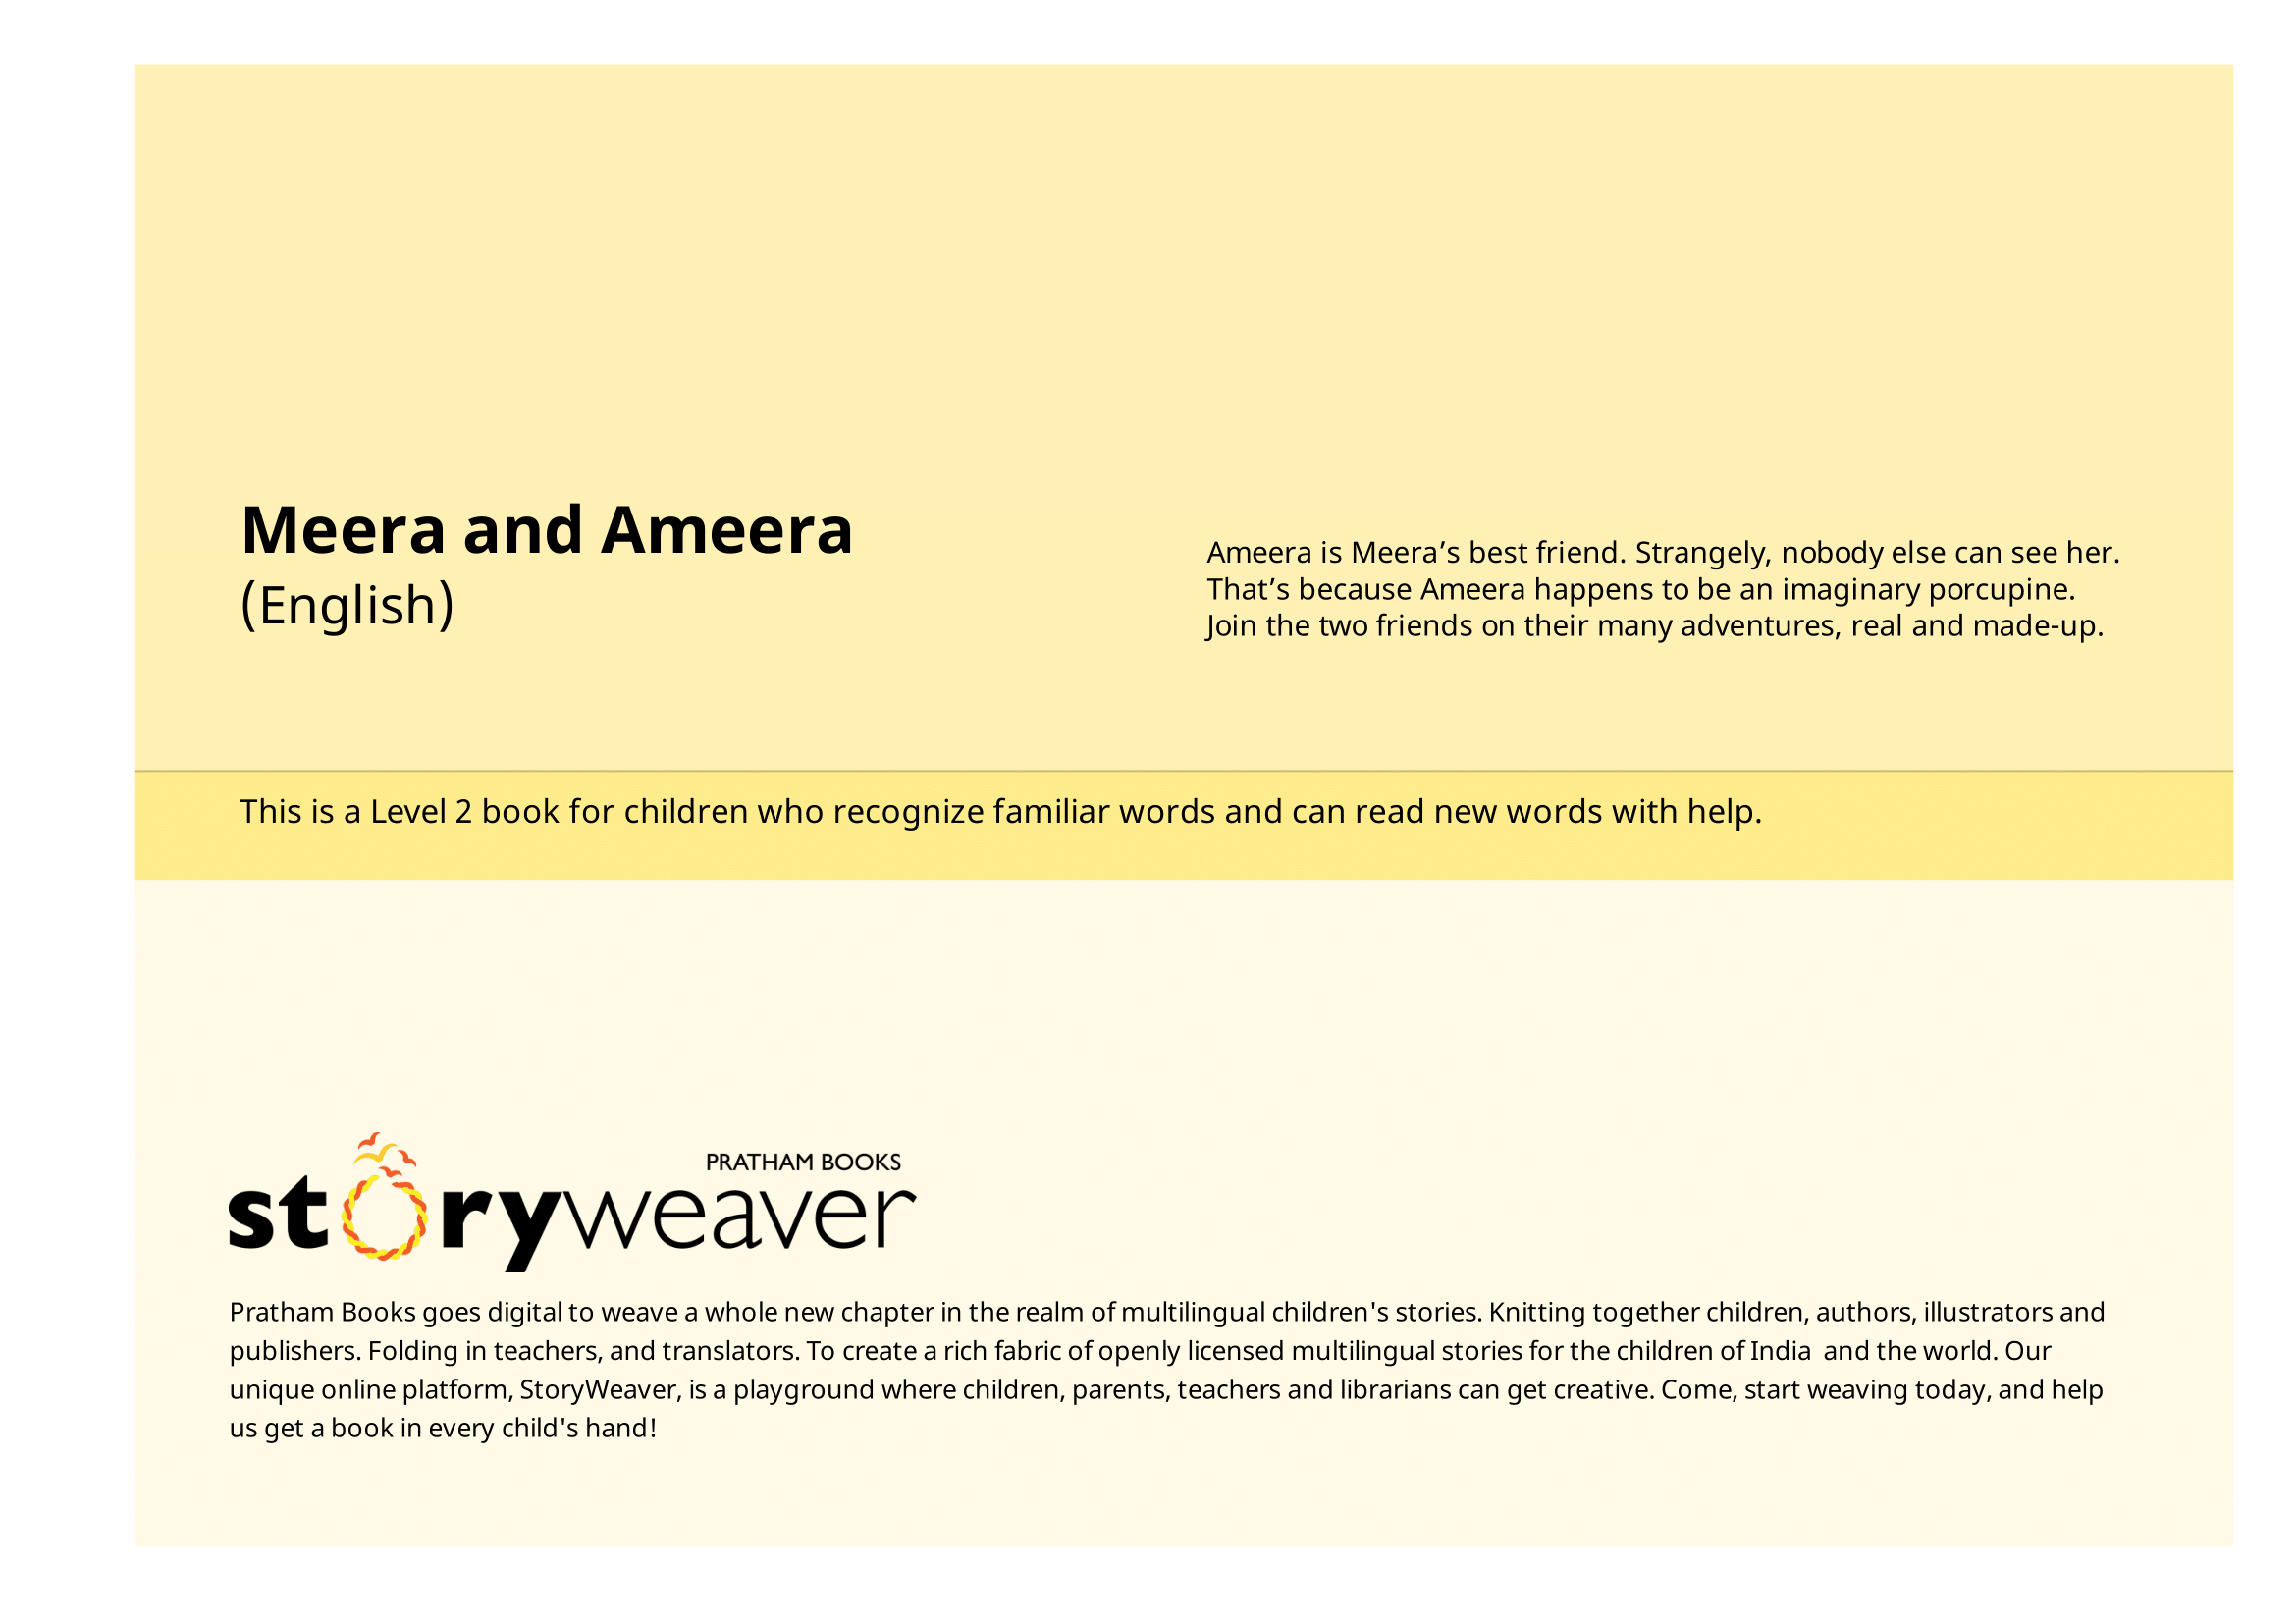 Meera and Ameera
(English)
Ameera is Meera’s best friend. Strangely, nobody else can see her.
That’s because Ameera happens to be an imaginary porcupine.
Join the two friends on their many adventures, real and made-up.
This is a Level 2 book for children who recognize familiar words and can read new words with help.
PRATHAM BOOKS
storyweaver
Pratham Books goes digital to weave a whole new chapter in the realm of multilingual children's stories. Knitting together children, authors, illustrators and
publishers. Folding in teachers, and translators. To create a rich fabric of openly licensed multilingual stories for the children of India  and the world. Our
unique online platform, StoryWeaver, is a playground where children, parents, teachers and librarians can get creative. Come, start weaving today, and help
us get a book in every child's hand!